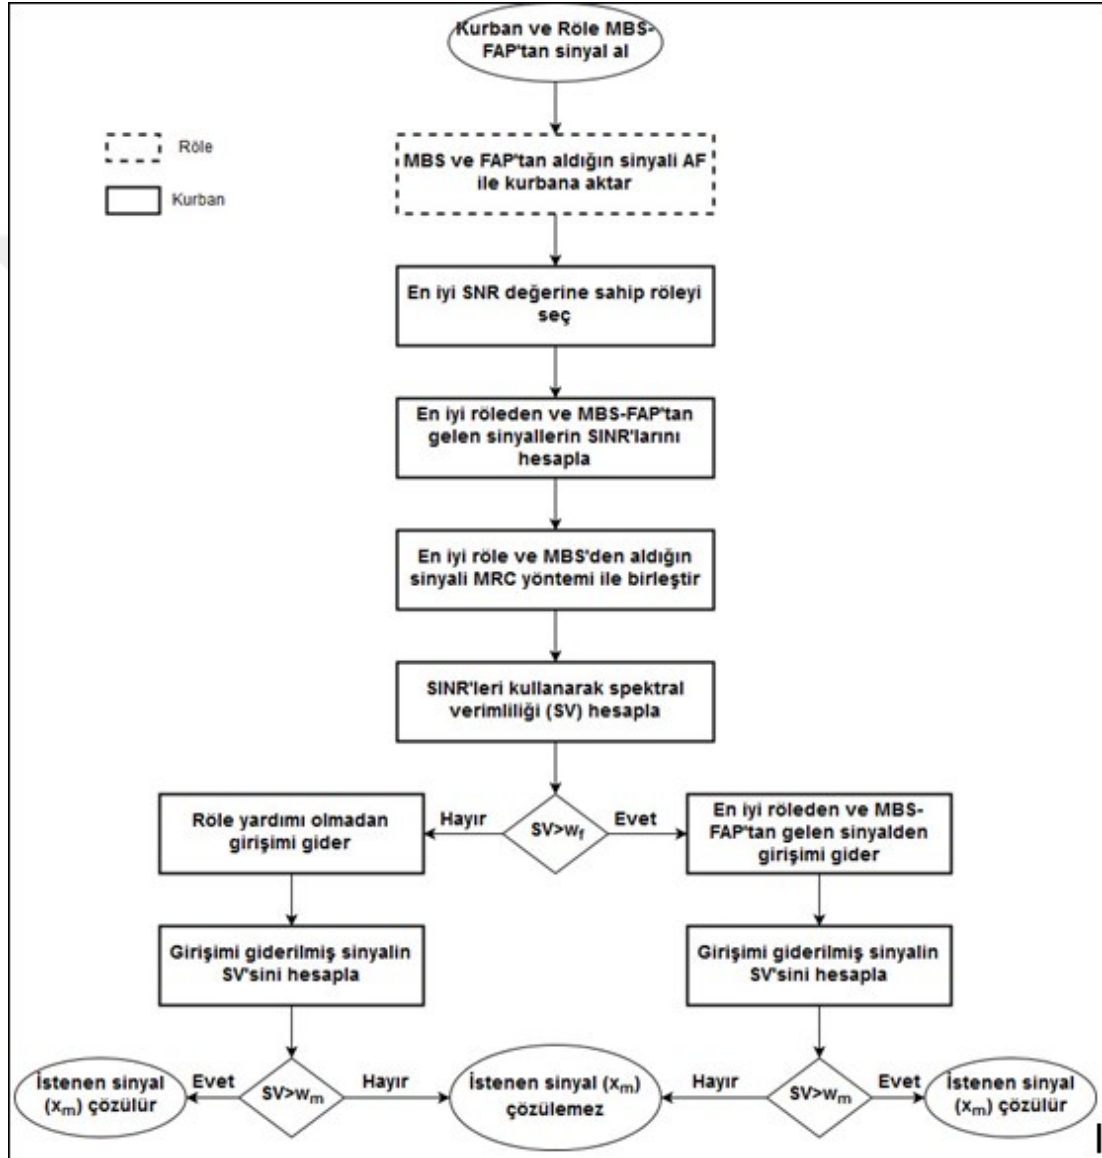 Kurban ve Röle MBS-
FAP'tan sinyal al
Röle
Kurban
MBS ve FAP'tan aldığın sinyali AF
ile kurbana aktar
En iyi SNR değerine sahip röleyi
seç
En iyi röleden ve MBS-FAP'tan
gelen sinyallerin SINR'larını
hesapla
En iyi röle ve MBS'den aldığın
sinyali MRC yöntemi ile birleştir
SINR'leri kullanarak spektral
verimliliği (SV) hesapla
Röle yardımı olmadan
girişimi gider
Hayır
SV>wf
Evet
En iyi röleden ve MBS-
FAP'tan gelen sinyalden
girişimi gider
Girişimi giderilmiş sinyalin
SV'sini hesapla
Girişimi giderilmiş sinyalin
SV'sini hesapla
İstenen sinyal
(xm) çözülür
Evet
SV>wm
Hayır
İstenen sinyal (xm)
çözülemez
Hayır
SV>wm
Evet
İstenen sinyal
(xm) çözülür